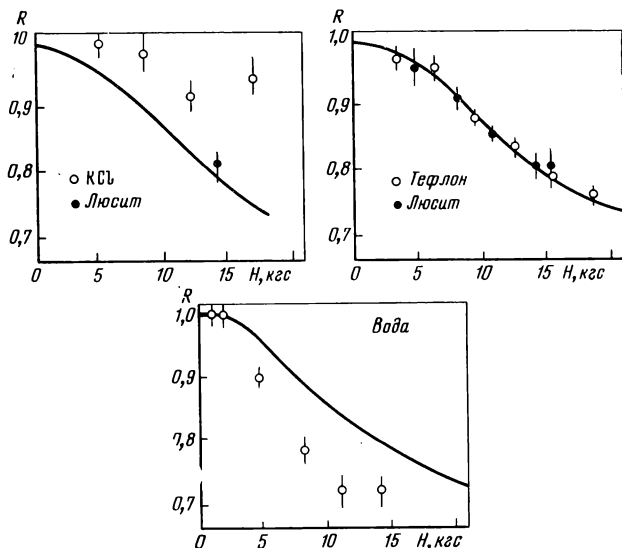 R
10
0,9
0,8
0,7
○ KCl
● Люсит
0 5 10 15 H, кгс
R
1,0
0,9
0,8
0,7
○ Тефлон
● Люсит
0 5 10 15 H, кгс
R
1,0
0,9
0,8
0,7
Вода
0 5 10 15 H, кгс